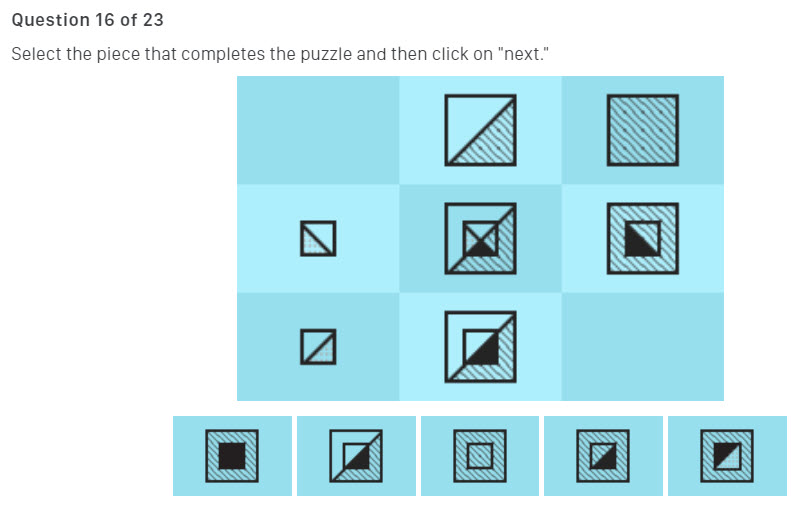 Question 16 of 23
Select the piece that completes the puzzle and then click on "next."